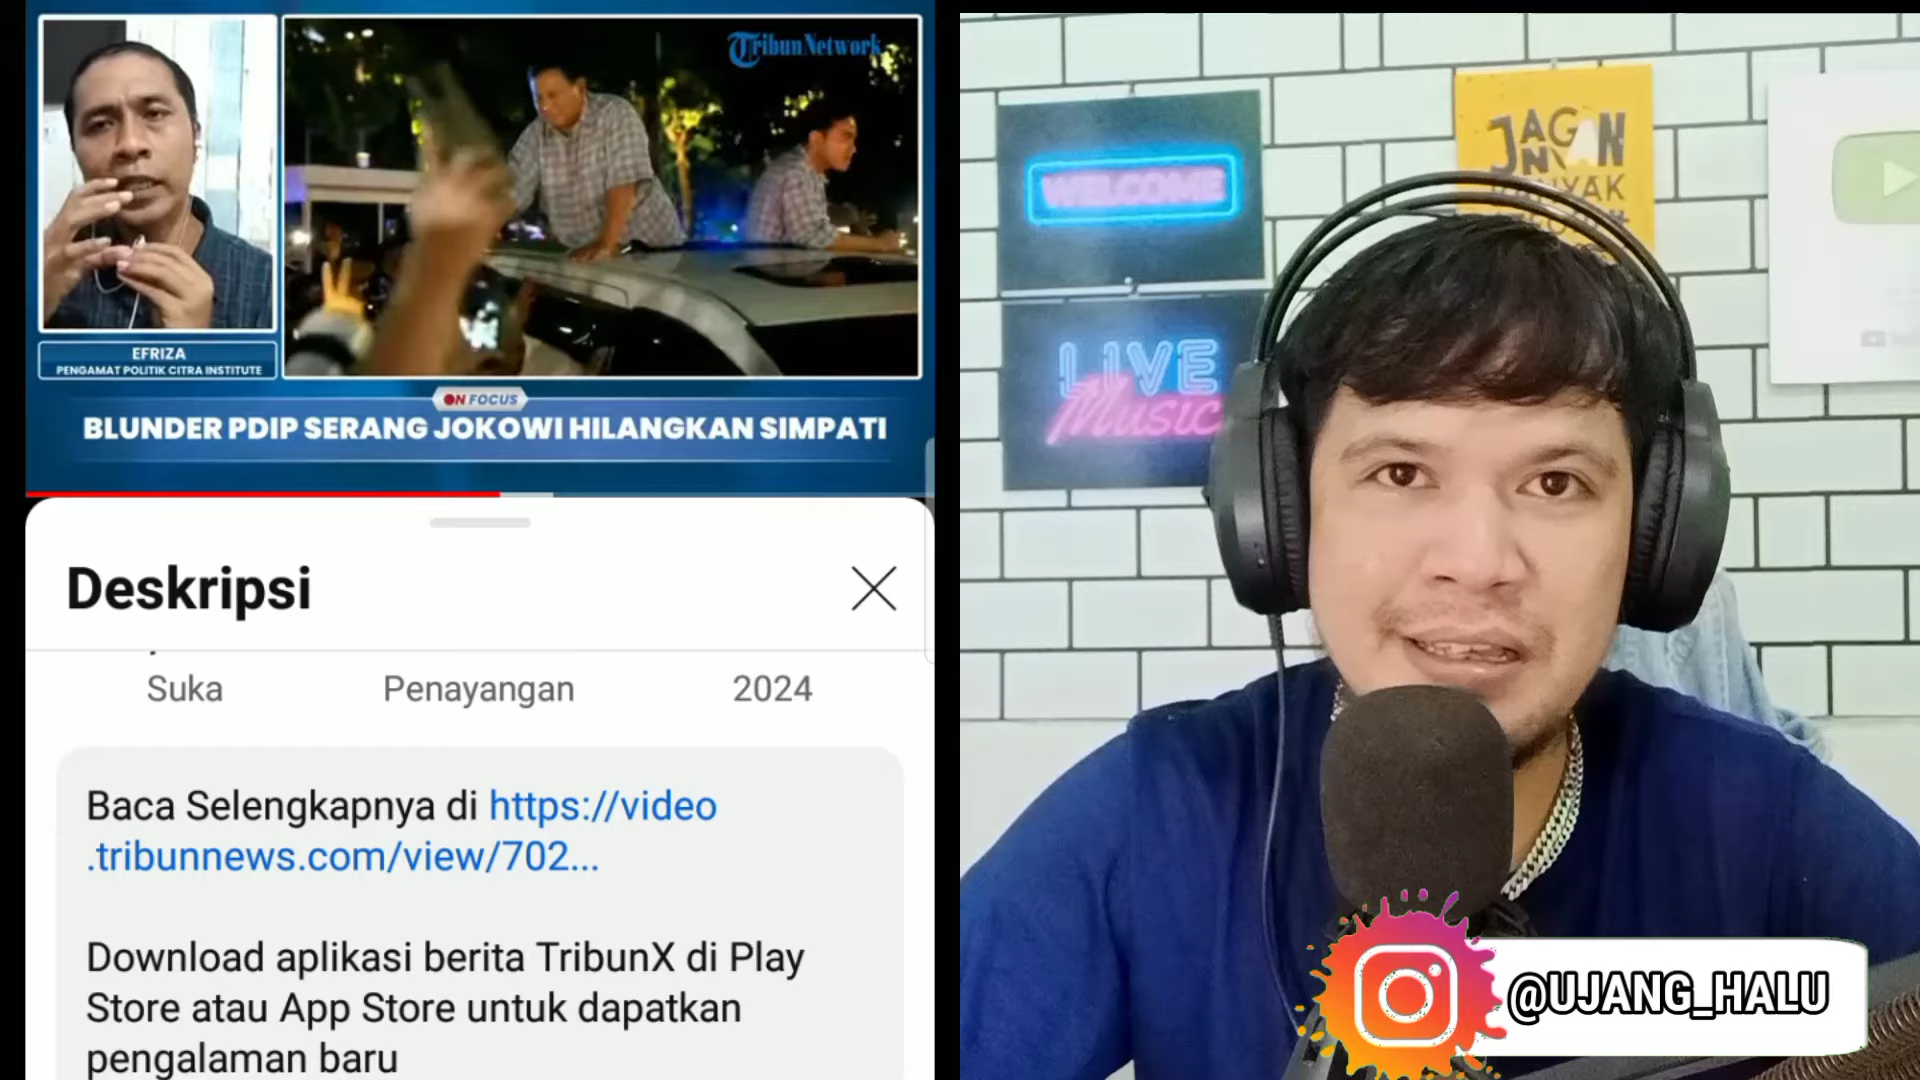 TribunNetwork
EFRIZA
PENGAMAT POLITIK CITRA INSTITUTE
ON FOCUS
BLUNDER PDIP SERANG JOKOWI HILANGKAN SIMPATI
Deskripsi
Suka Penayangan 2024
Baca Selengkapnya di https://video
.tribunnews.com/view/702...
Download aplikasi berita TribunX di Play
Store atau App Store untuk dapatkan
pengalaman baru
WELCOME
LIVE
Music
JAGAN
NYAK
@UJANG_HALU